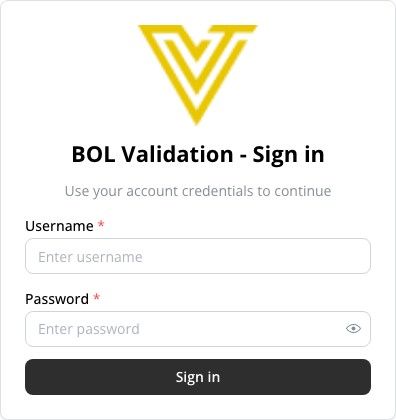 BOL Validation - Sign in
Use your account credentials to continue
Username *
Enter username
Password *
Enter password
Sign in